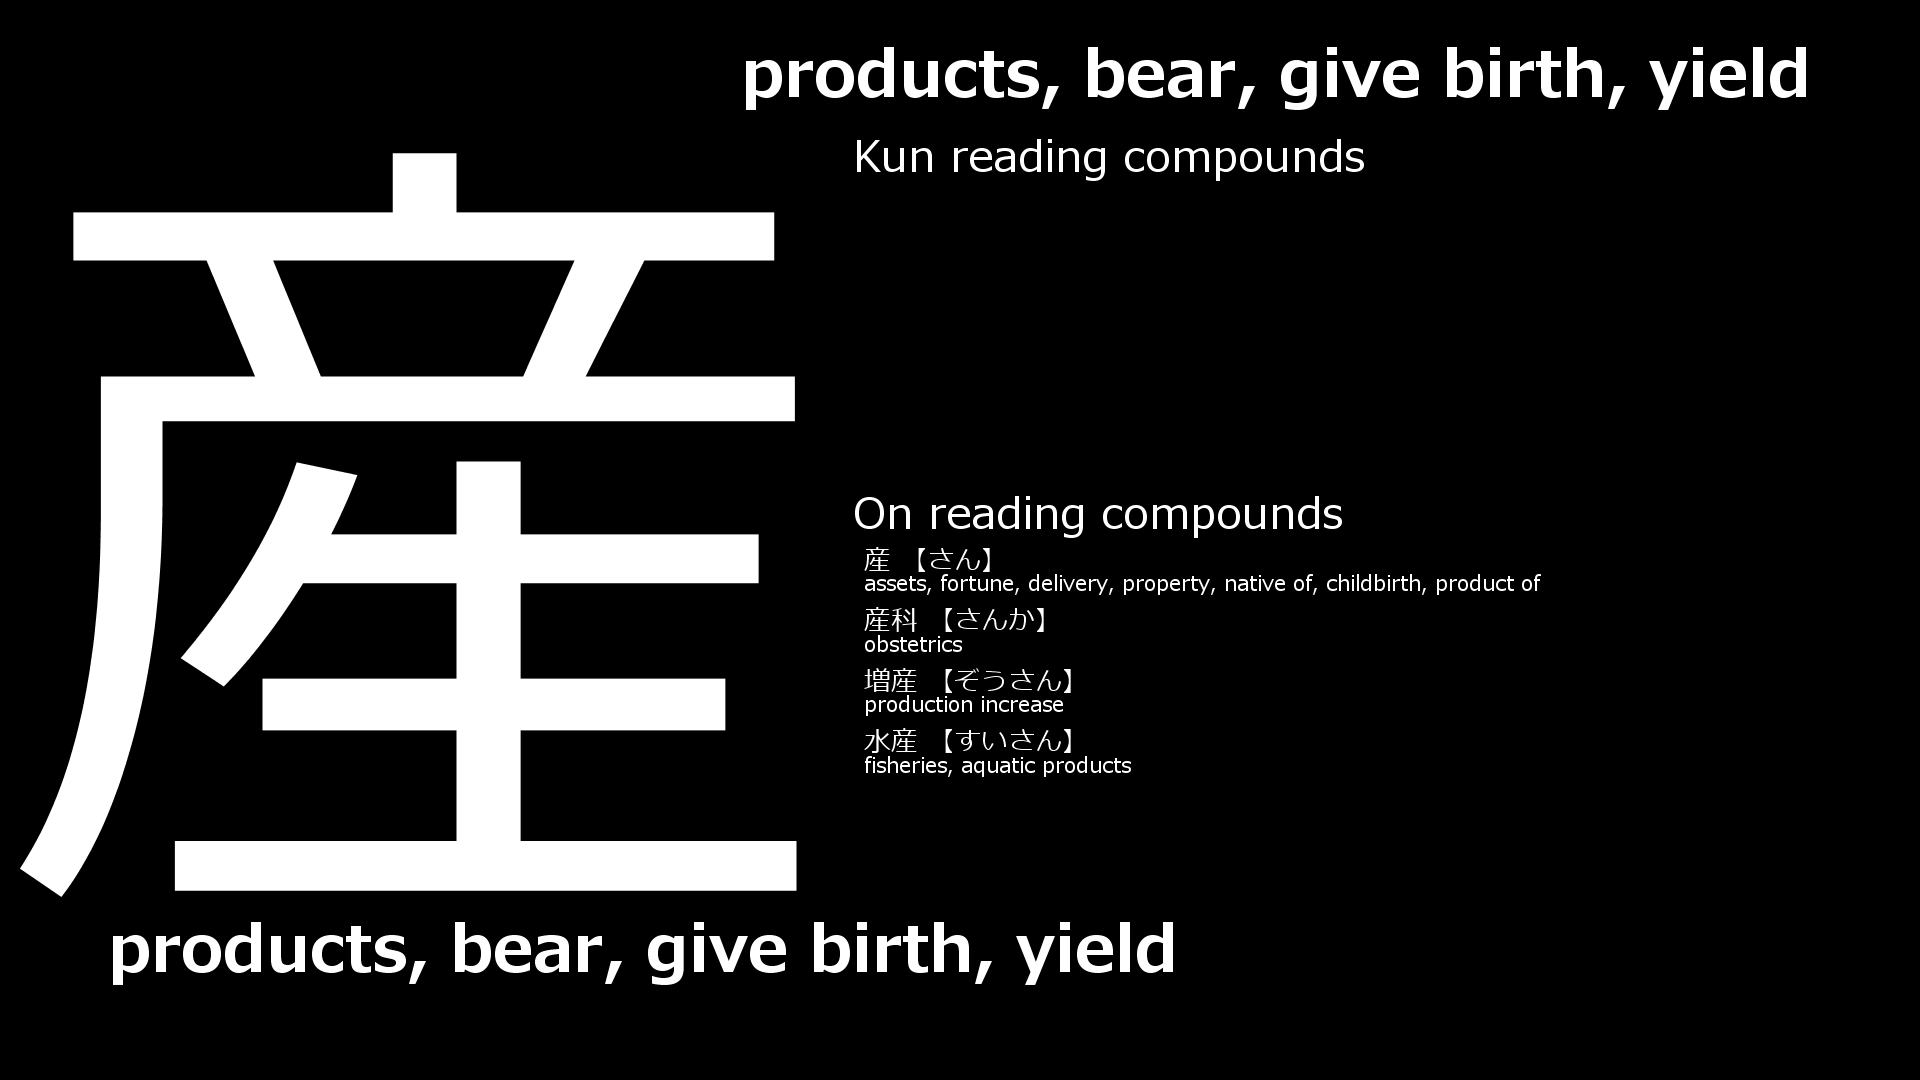 products, bear, give birth, yield
Kun reading compounds
産
On reading compounds
産 【さん】
assets, fortune, delivery, property, native of, childbirth, product of
産科 【さんか】
obstetrics
増産 【ぞうさん】
production increase
水産 【すいさん】
fisheries, aquatic products
products, bear, give birth, yield